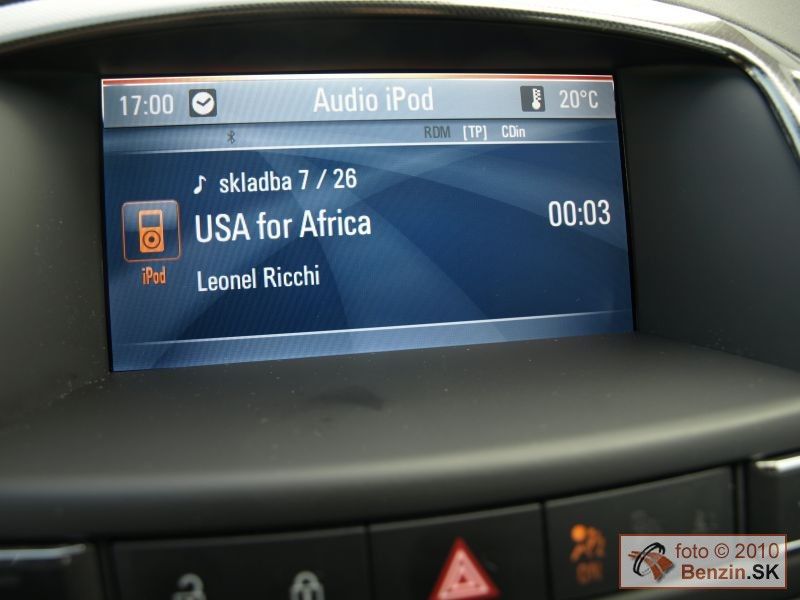 17:00 Audio iPod 20°C
RDM [TP] CDin
skladba 7 / 26
USA for Africa 00:03
iPod
Leonel Ricchi
foto © 2010
Benzin.SK